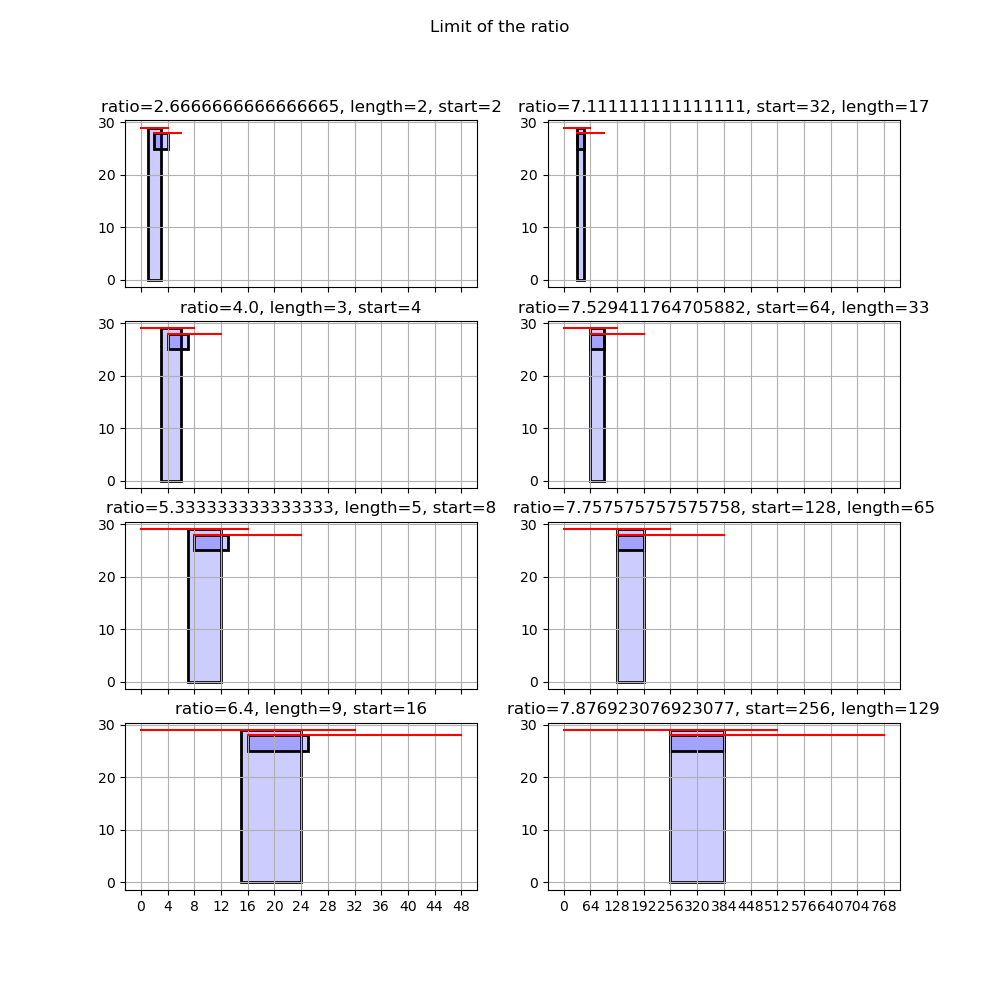 Limit of the ratio
ratio=2.6666666666666665, length=2, start=2
ratio=7.111111111111111, start=32, length=17
30
20
10
0
30
20
10
0
ratio=4.0, length=3, start=4
ratio=7.529411764705882, start=64, length=33
30
20
10
0
30
20
10
0
ratio=5.333333333333333, length=5, start=8
ratio=7.757575757575758, start=128, length=65
30
20
10
0
30
20
10
0
ratio=6.4, length=9, start=16
ratio=7.876923076923077, start=256, length=129
30
20
10
0
30
20
10
0
0 4 8 12 16 20 24 28 32 36 40 44 48
0 64 128 192 256 320 384 448 512 576 640 704 768